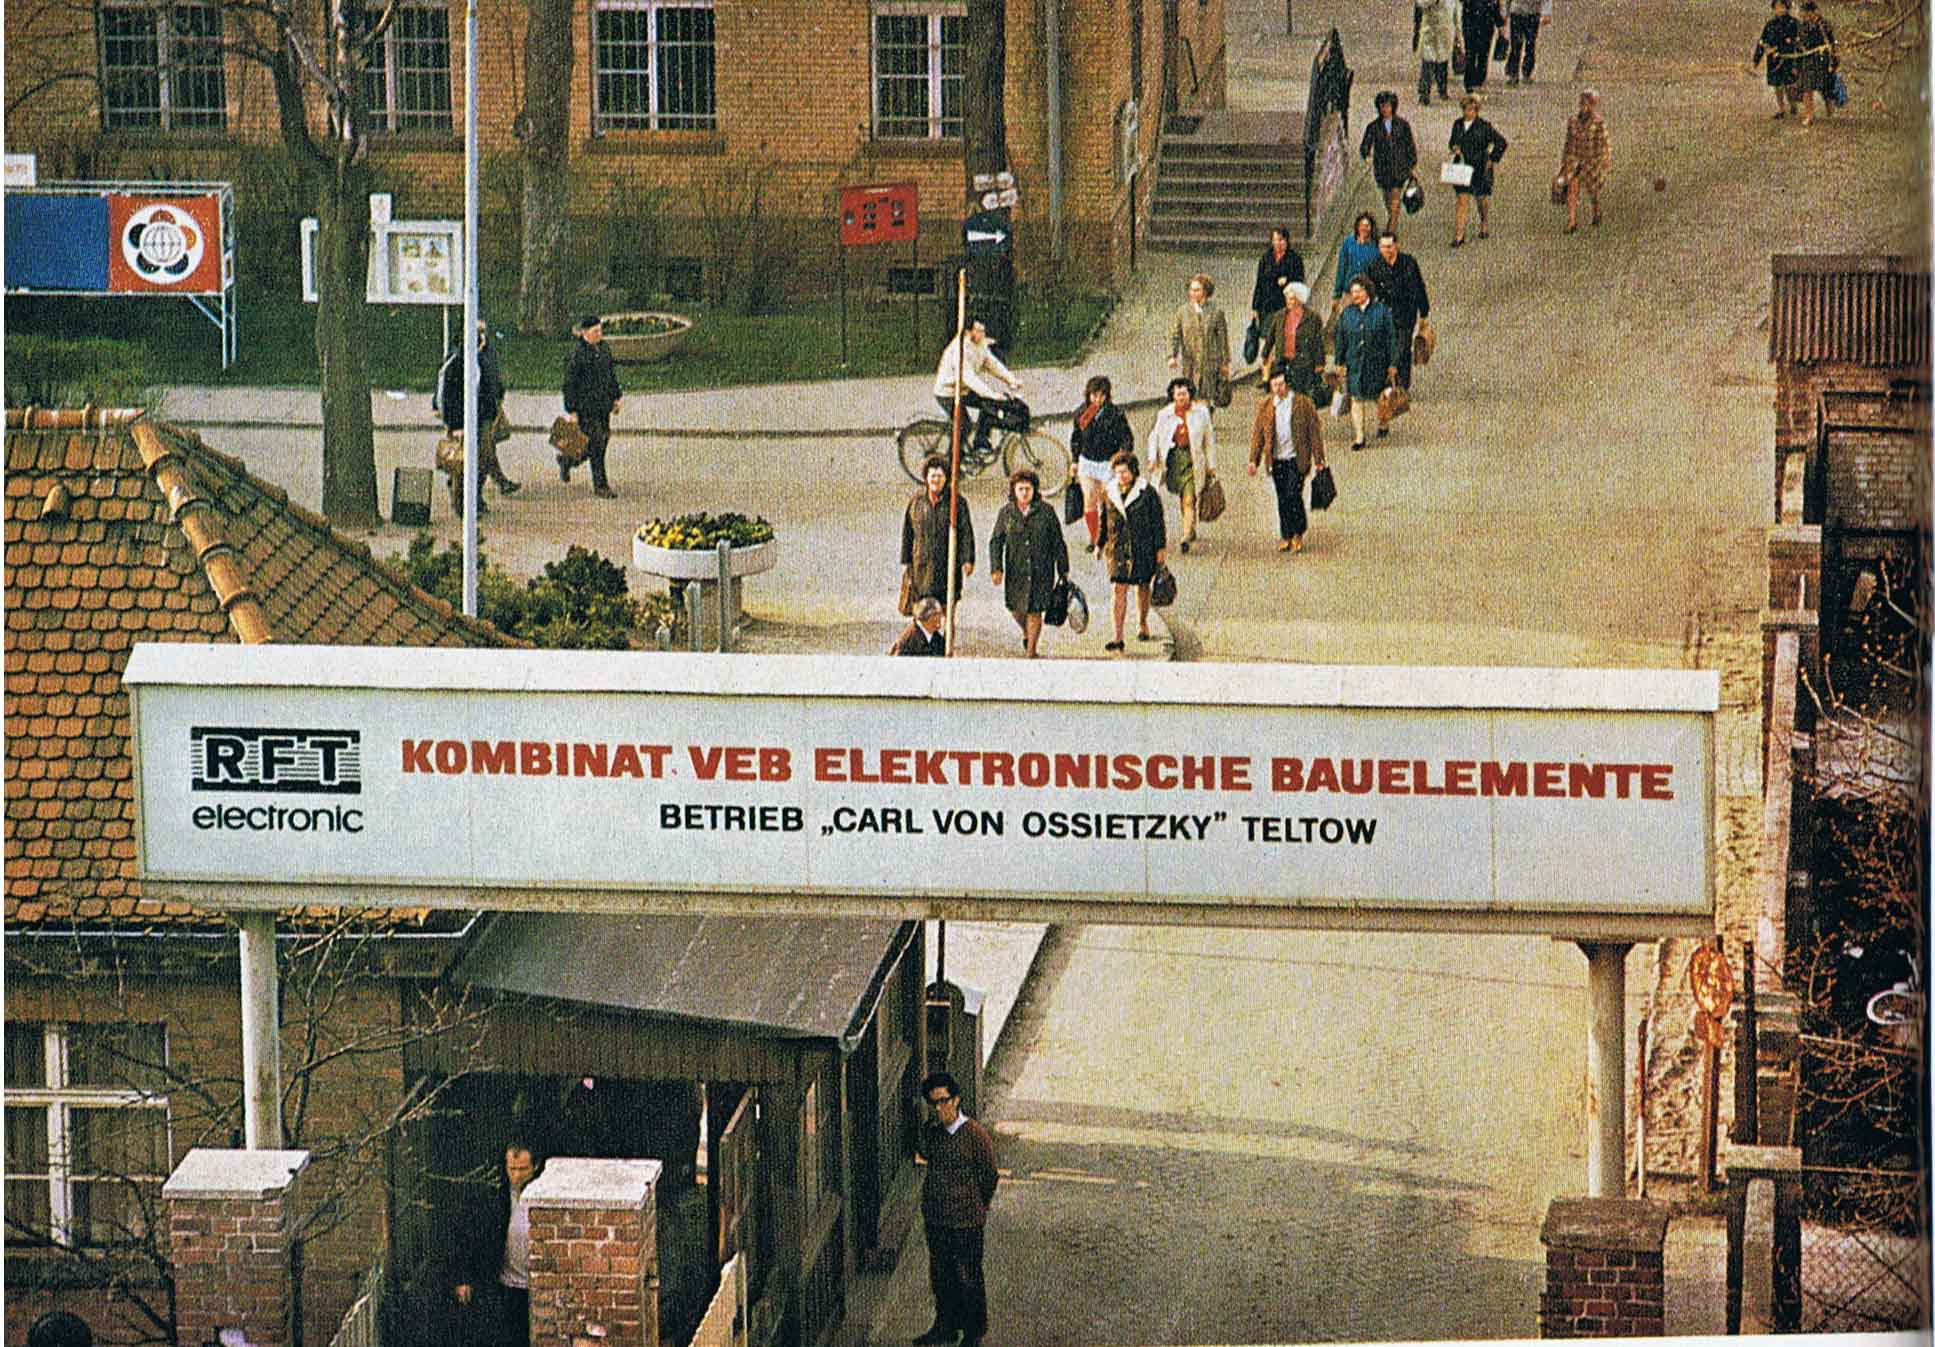 RFT
electronic
KOMBINAT VEB ELEKTRONISCHE BAUELEMENTE
BETRIEB „CARL VON OSSIETZKY” TELTOW